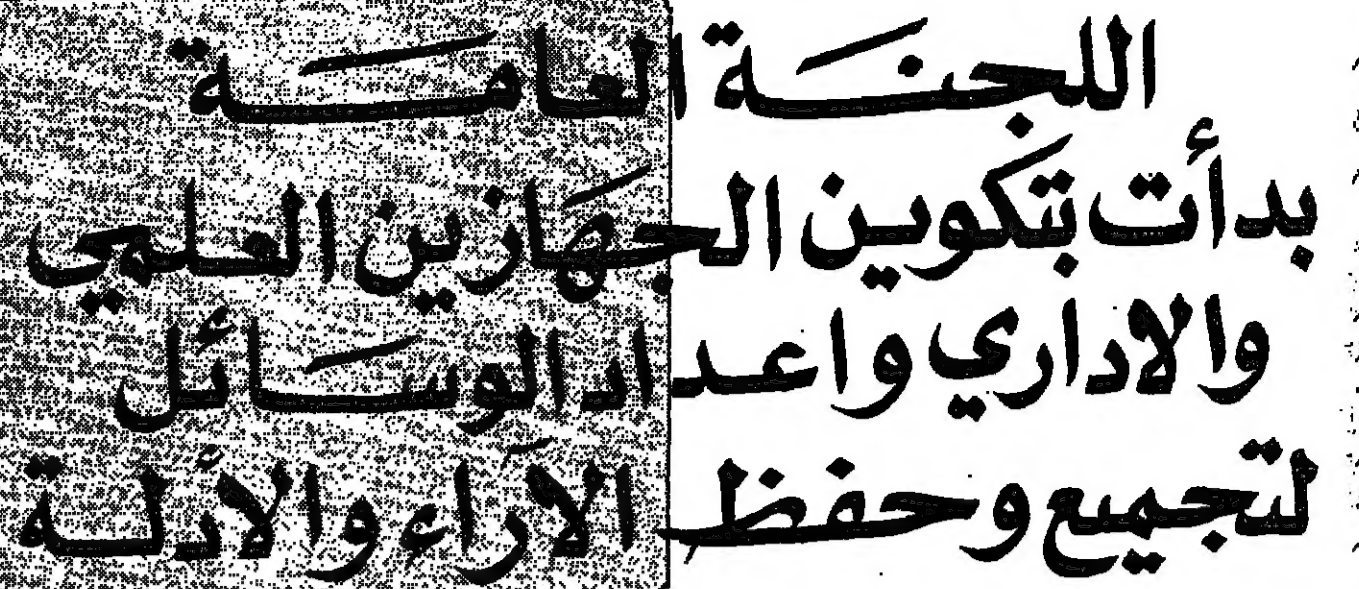 اللجنة العامة
بدأت بتكوين الجهازين العلمي
والاداري واعداد الوسائل
لتجميع وحفظ الآراء والأدلة